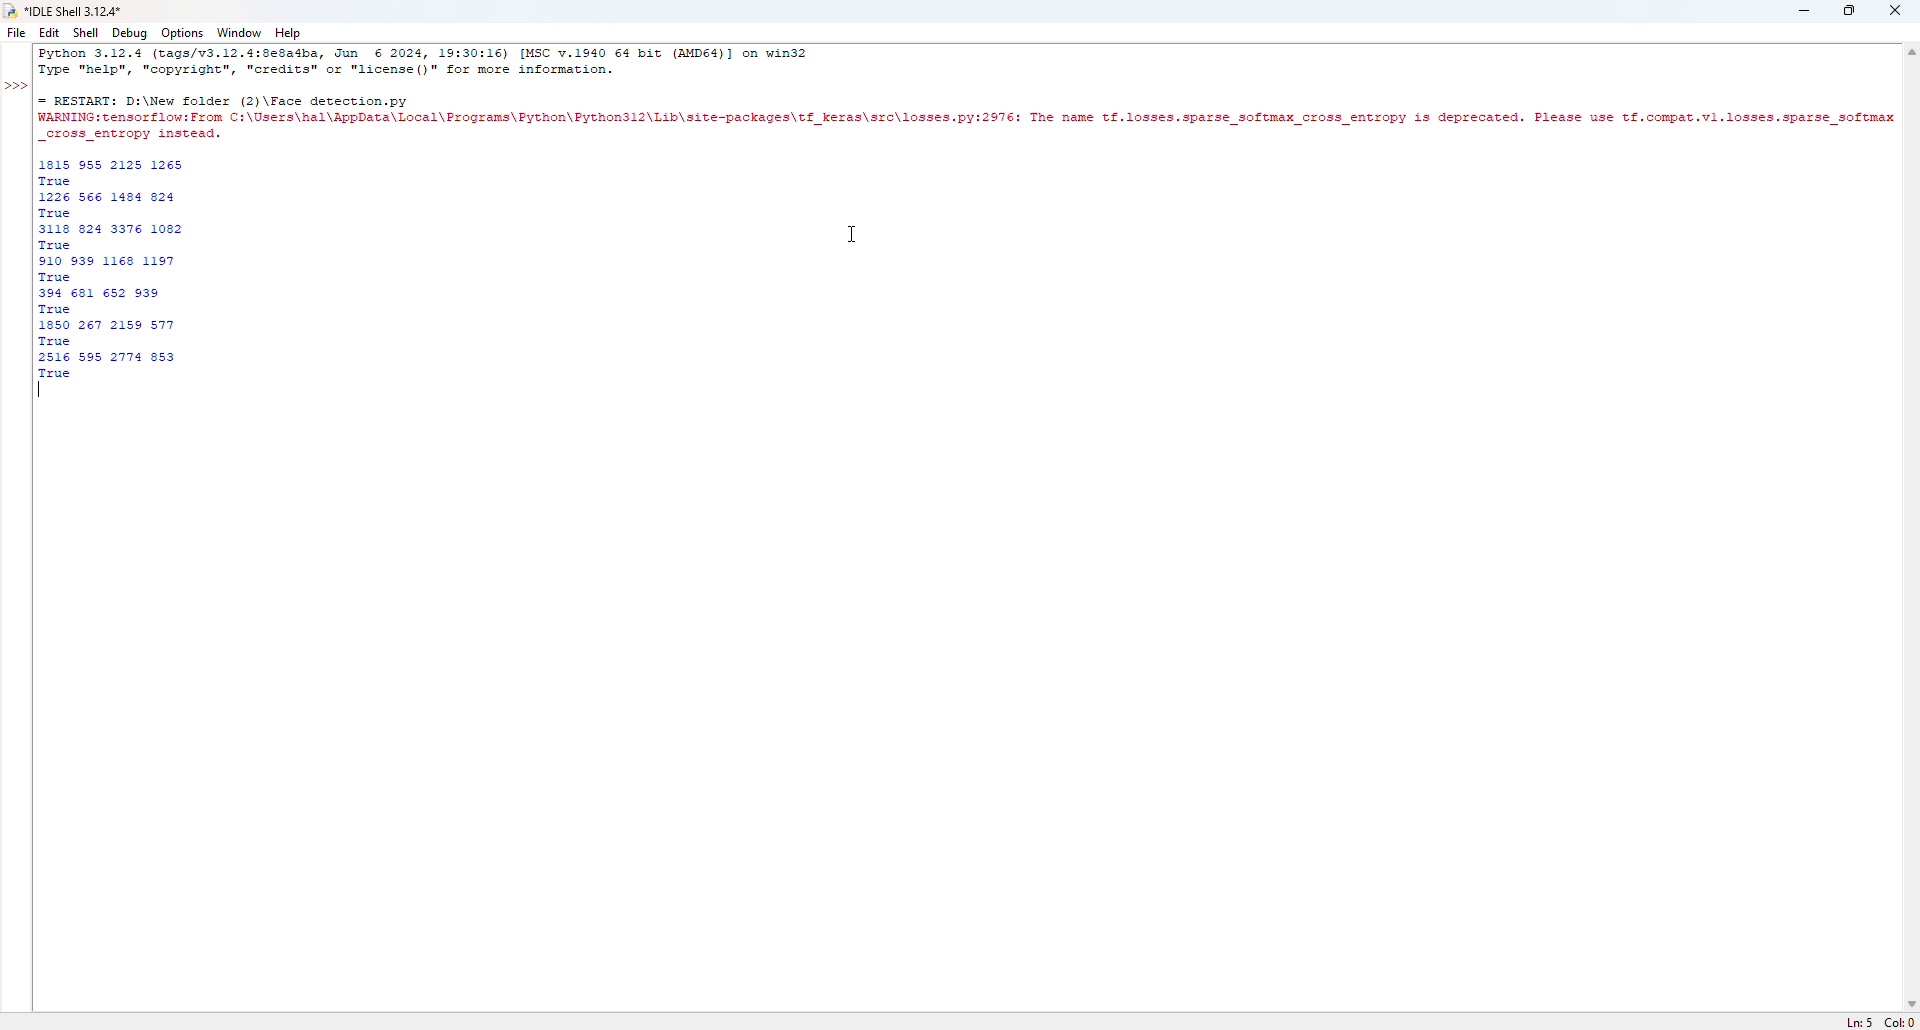 *IDLE Shell 3.12.4*
File Edit Shell Debug Options Window Help
Python 3.12.4 (tags/v3.12.4:8e8a4ba, Jun  6 2024, 19:30:16) [MSC v.1940 64 bit (AMD64)] on win32
Type "help", "copyright", "credits" or "license()" for more information.
>>>
= RESTART: D:\New folder (2)\Face detection.py
WARNING:tensorflow:From C:\Users\hal\AppData\Local\Programs\Python\Python312\Lib\site-packages\tf_keras\src\losses.py:2976: The name tf.losses.sparse_softmax_cross_entropy is deprecated. Please use tf.compat.v1.losses.sparse_softmax
_cross_entropy instead.
1815 955 2125 1265
True
1226 566 1484 824
True
3118 824 3376 1082
True
910 939 1168 1197
True
394 681 652 939
True
1850 267 2159 577
True
2516 595 2774 853
True
Ln: 5 Col: 0